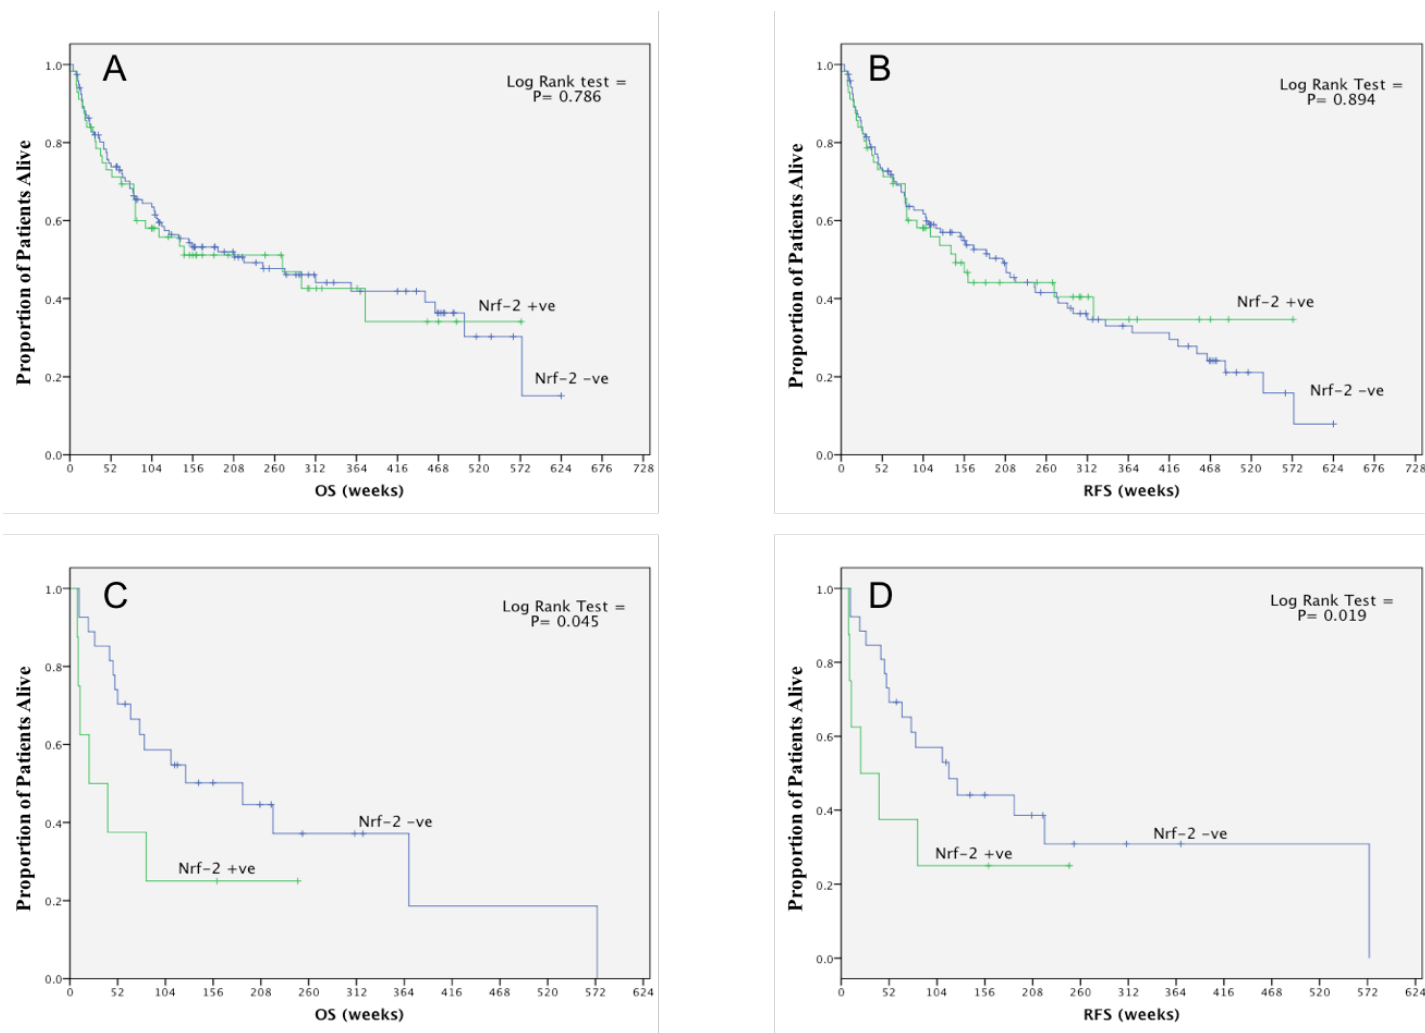 A
Log Rank test =
P= 0.786
Proportion of Patients Alive
1.0
0.8
0.6
0.4
0.2
0.0
Nrf-2 +ve
Nrf-2 -ve
0 52 104 156 208 260 312 364 416 468 520 572 624 676 728
OS (weeks)
B
Log Rank Test =
P= 0.894
Proportion of Patients Alive
1.0
0.8
0.6
0.4
0.2
0.0
Nrf-2 +ve
Nrf-2 -ve
0 52 104 156 208 260 312 364 416 468 520 572 624 676 728
RFS (weeks)
C
Log Rank Test =
P= 0.045
Proportion of Patients Alive
1.0
0.8
0.6
0.4
0.2
0.0
Nrf-2 -ve
Nrf-2 +ve
0 52 104 156 208 260 312 364 416 468 520 572 624
OS (weeks)
D
Log Rank Test =
P= 0.019
Proportion of Patients Alive
1.0
0.8
0.6
0.4
0.2
0.0
Nrf-2 -ve
Nrf-2 +ve
0 52 104 156 208 260 312 364 416 468 520 572 624
RFS (weeks)